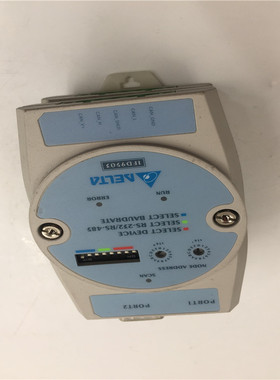 PORT1
PORT2
NODE ADDRESS
SCAN
SELECT DEVICE
SELECT RS-232/RS-485
SELECT BAUDRATE
RUN
ERROR
DELTA
IFD9503